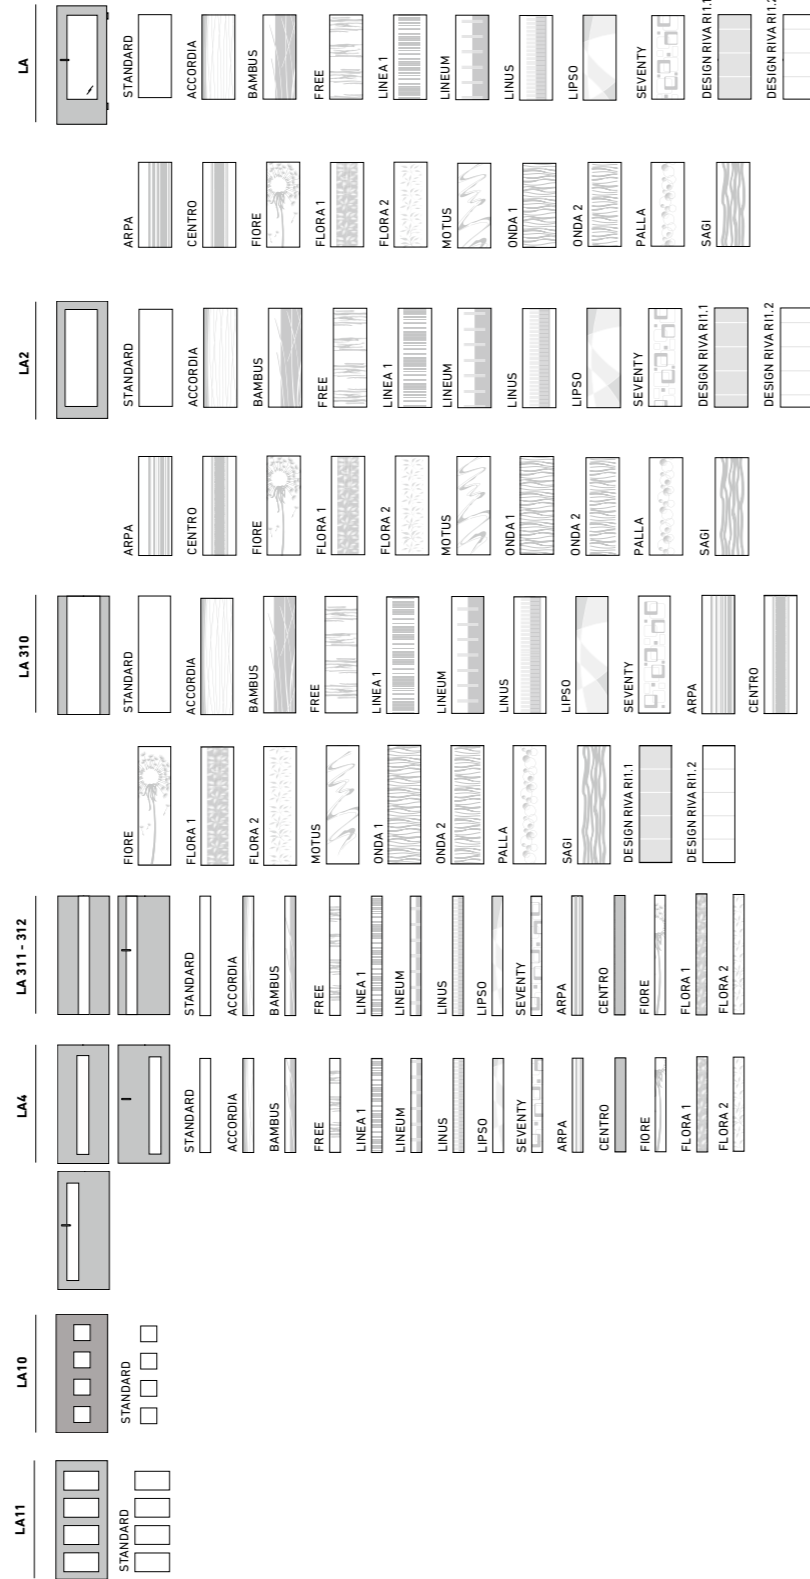 LA
STANDARD
ACCORDIA
BAMBUS
FREE
LINEA 1
LINEUM
LINUS
LIPSO
SEVENTY
DESIGN RIVA RI1.1
DESIGN RIVA RI1.2
ARPA
CENTRO
FIORE
FLORA 1
FLORA 2
MOTUS
ONDA 1
ONDA 2
PALLA
SAGI
LA2
STANDARD
ACCORDIA
BAMBUS
FREE
LINEA 1
LINEUM
LINUS
LIPSO
SEVENTY
DESIGN RIVA RI1.1
DESIGN RIVA RI1.2
ARPA
CENTRO
FIORE
FLORA 1
FLORA 2
MOTUS
ONDA 1
ONDA 2
PALLA
SAGI
LA 310
STANDARD
ACCORDIA
BAMBUS
FREE
LINEA 1
LINEUM
LINUS
LIPSO
SEVENTY
ARPA
CENTRO
FIORE
FLORA 1
FLORA 2
MOTUS
ONDA 1
ONDA 2
PALLA
SAGI
DESIGN RIVA RI1.1
DESIGN RIVA RI1.2
LA 311 - 312
STANDARD
ACCORDIA
BAMBUS
FREE
LINEA 1
LINEUM
LINUS
LIPSO
SEVENTY
ARPA
CENTRO
FIORE
FLORA 1
FLORA 2
LA4
STANDARD
ACCORDIA
BAMBUS
FREE
LINEA 1
LINEUM
LINUS
LIPSO
SEVENTY
ARPA
CENTRO
FIORE
FLORA 1
FLORA 2
LA10
STANDARD
LA11
STANDARD